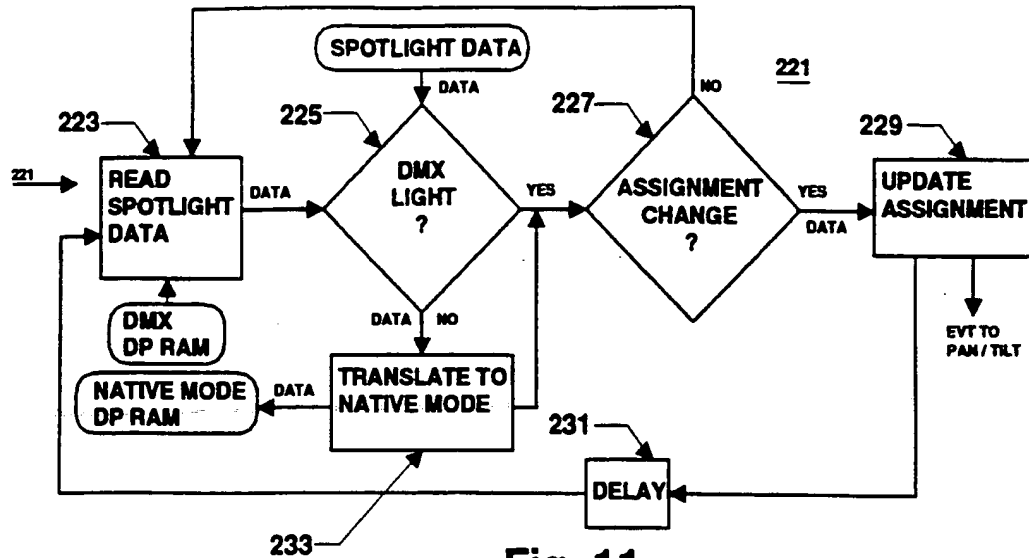 SPOTLIGHT DATA
221
DATA
NO
223
225
227
229
221
READ
SPOTLIGHT
DATA
DATA
DMX
LIGHT
?
YES
ASSIGNMENT
CHANGE
?
YES
DATA
UPDATE
ASSIGNMENT
DMX
DP RAM
DATA NO
EVT TO
PAN / TILT
NATIVE MODE
DP RAM
DATA
TRANSLATE TO
NATIVE MODE
231
DELAY
233
Fig. 11